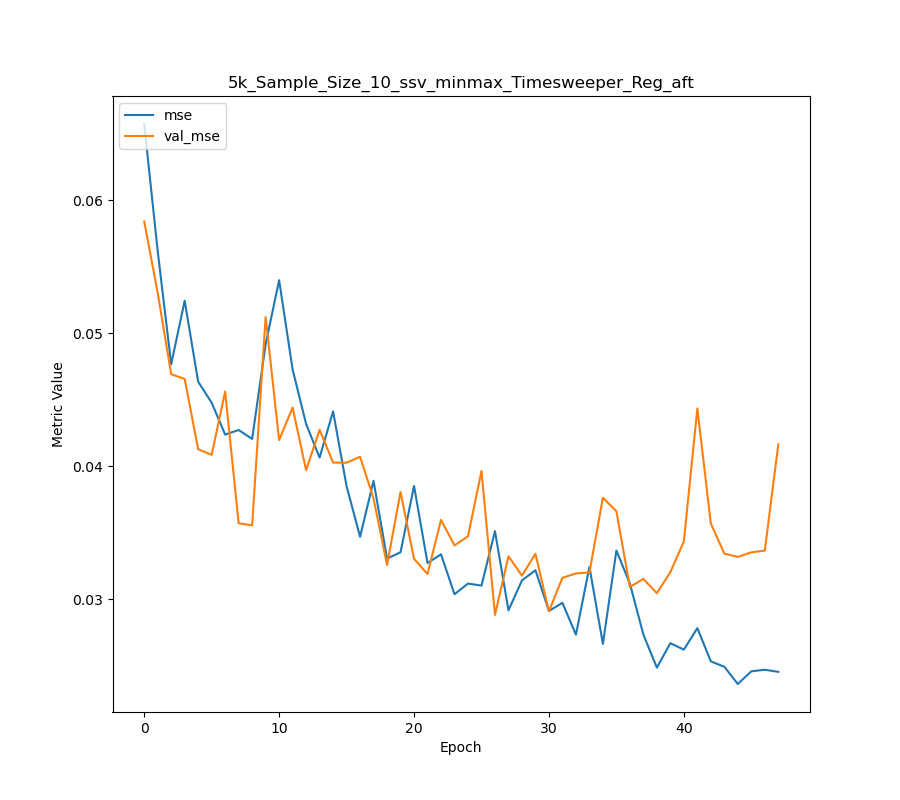 5k_Sample_Size_10_ssv_minmax_Timesweeper_Reg_aft
mse
val_mse
0.06
0.05
0.04
0.03
Metric Value
0 10 20 30 40
Epoch